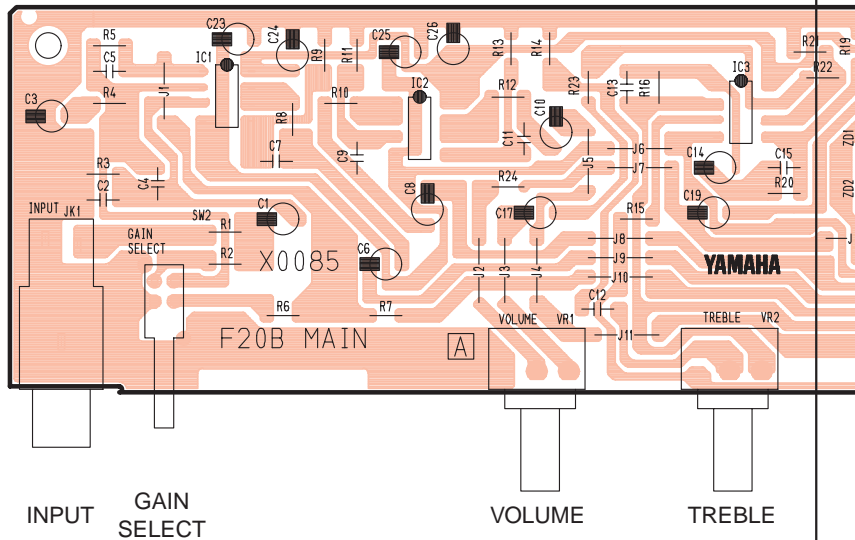 C23
C24
C25
C26
R5
C5
IC1
R9
R11
R13
R14
R21
R19
C3
R4
J1
R10
R8
IC2
R12
C10
R23
C13
R16
IC3
R22
C7
C9
C11
J5
J6
J7
C14
C15
ZD1
R3
C4
C2
C8
R24
R20
ZD2
INPUT
JK1
GAIN
SELECT
SW2
R1
R2
C1
C6
C17
R15
C19
X0085
J2
J3
J4
J8
J9
J10
J
YAMAHA
R6
R7
C12
F20B MAIN
A
VOLUME
VR1
J11
TREBLE
VR2
INPUT
GAIN
SELECT
VOLUME
TREBLE